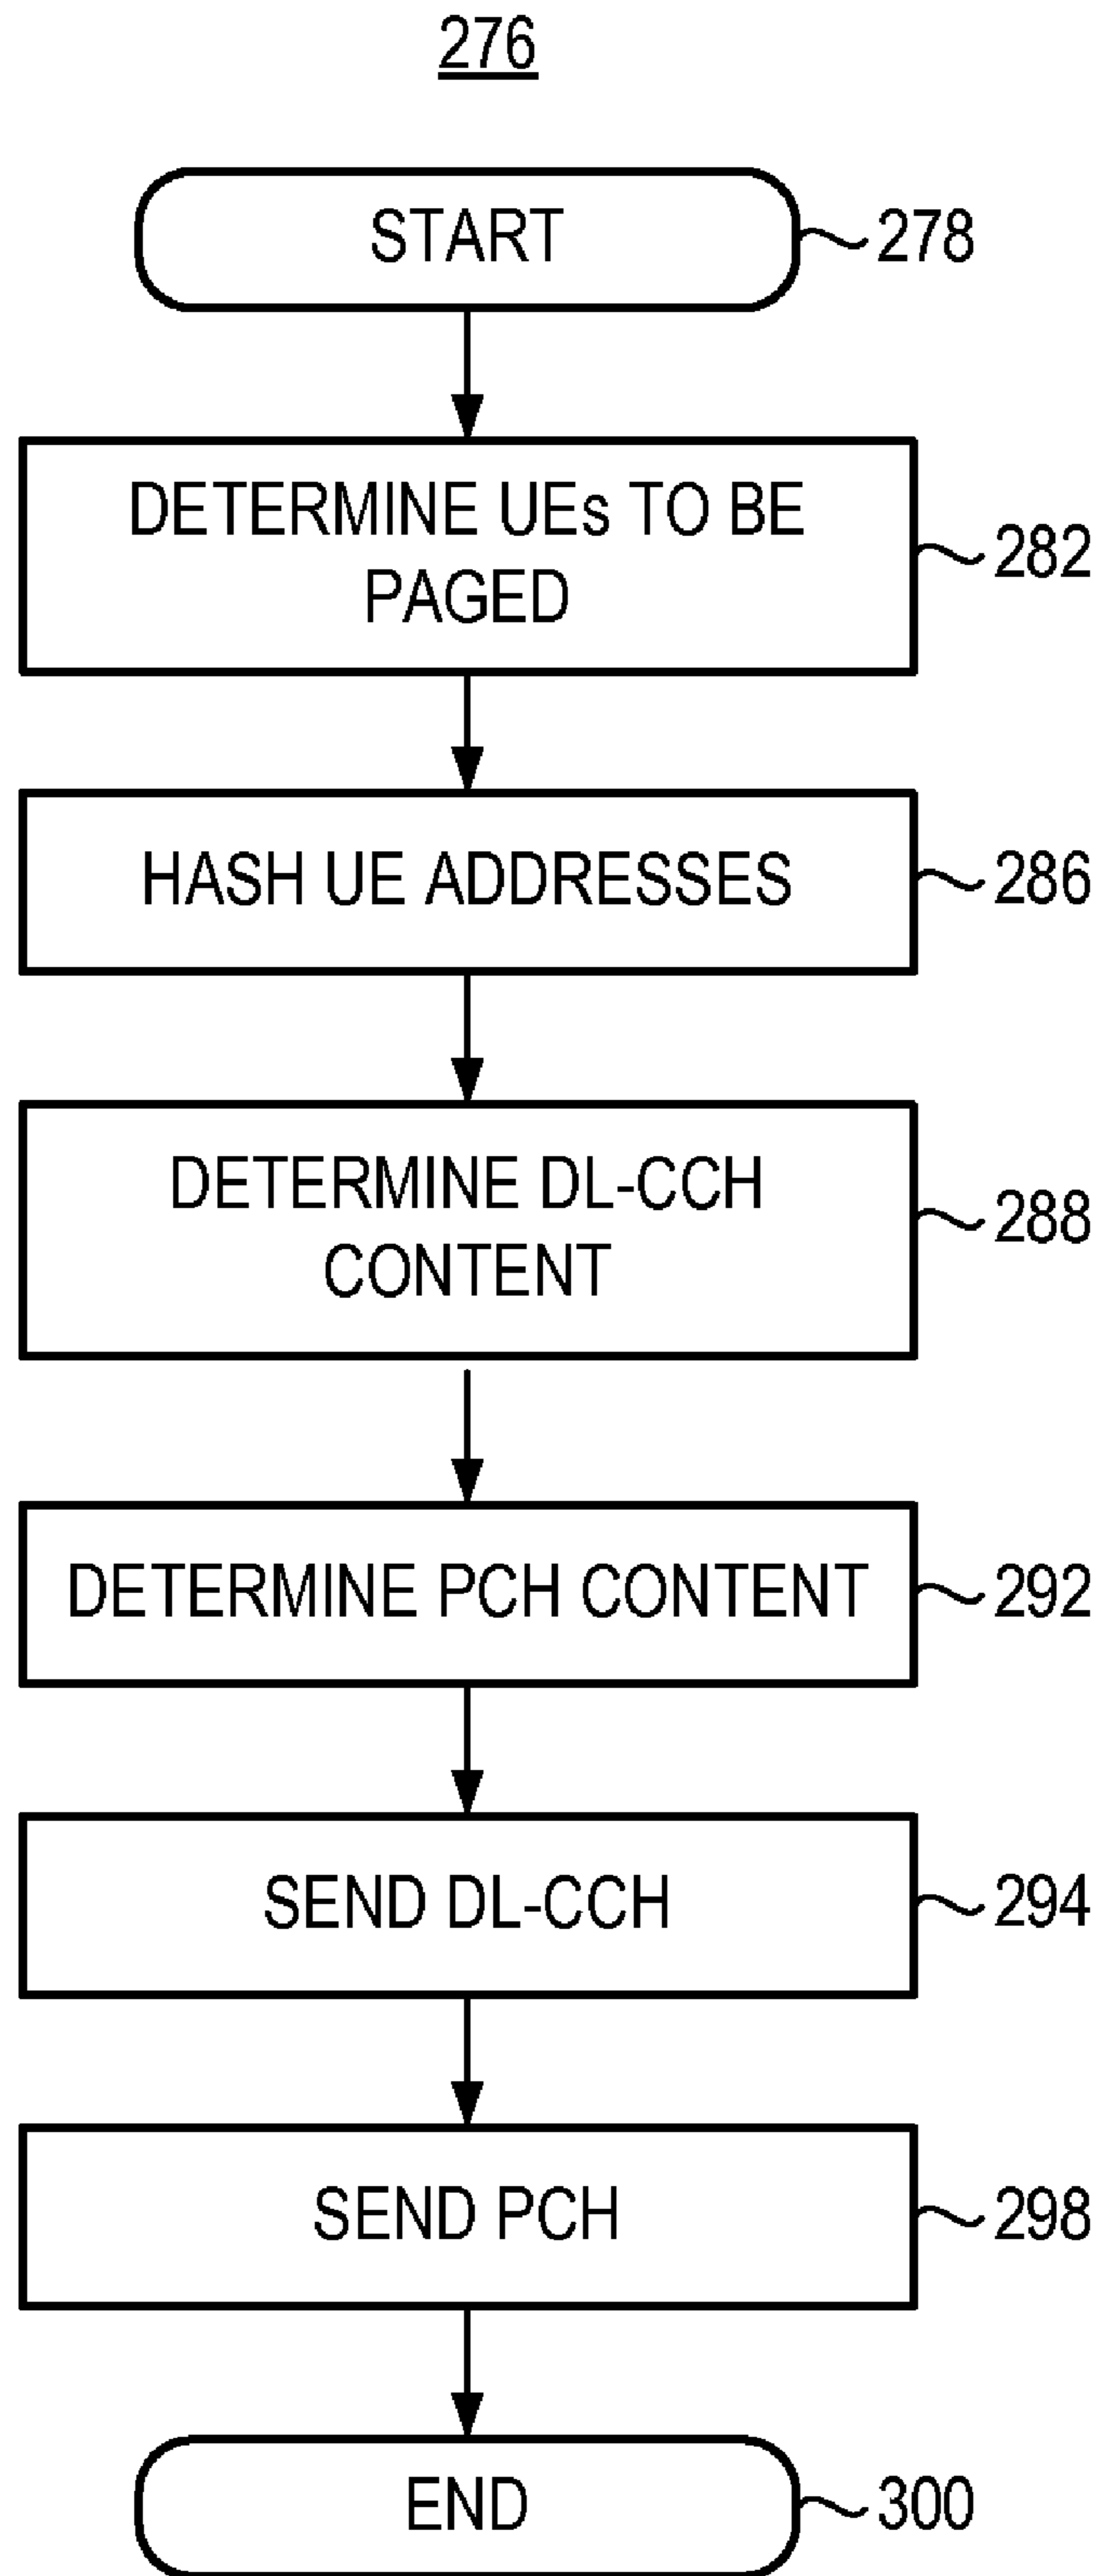 276
START
278
DETERMINE UEs TO BE
PAGED
282
HASH UE ADDRESSES
286
DETERMINE DL-CCH
CONTENT
288
DETERMINE PCH CONTENT
292
SEND DL-CCH
294
SEND PCH
298
END
300